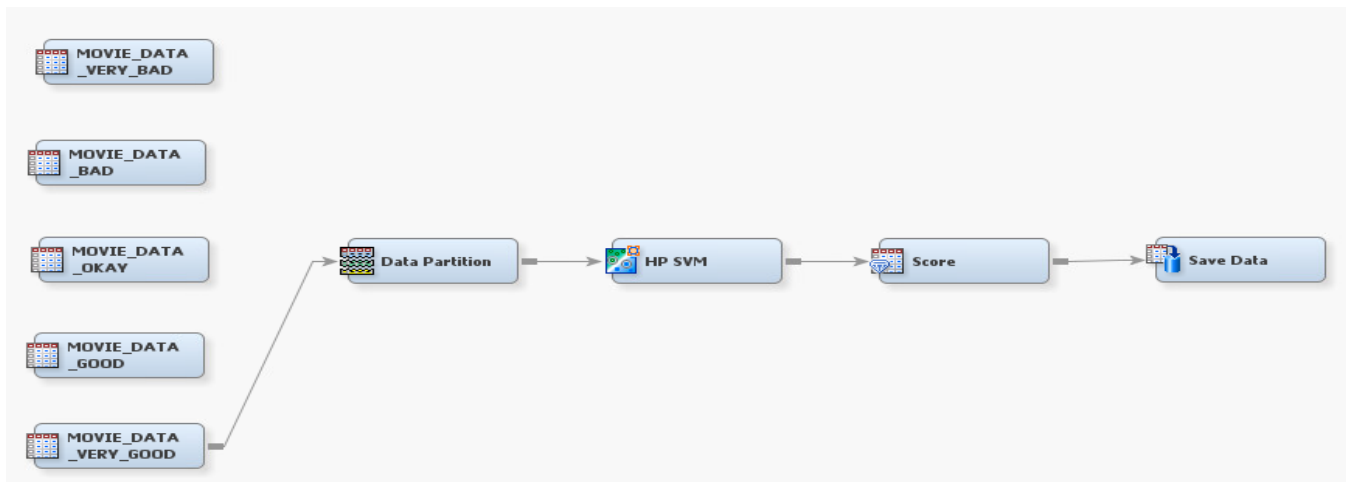 MOVIE_DATA
_VERY_BAD
MOVIE_DATA
_BAD
MOVIE_DATA
_OKAY
Data Partition
HP SVM
Score
Save Data
MOVIE_DATA
_GOOD
MOVIE_DATA
_VERY_GOOD